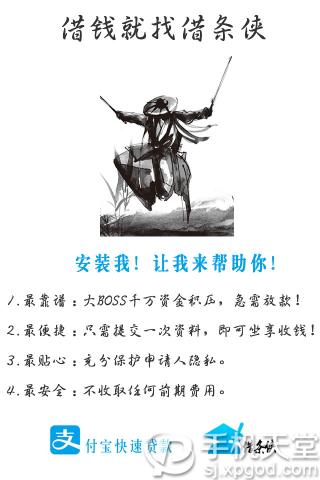 借钱就找借条侠
安装我！让我来帮助你！
1.最靠谱：大BOSS千万资金积压，急需放款！
2.最便捷：只需提交一次资料，即可坐享收钱！
3.最贴心：充分保护申请人隐私。
4.最安全：不收取任何前期费用。
支 付宝快速贷款 借条侠
手机天堂
sj.xpgod.com